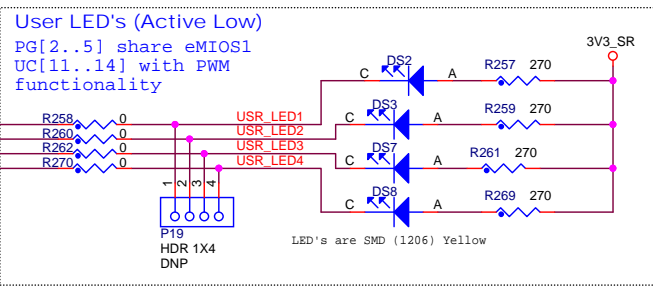 User LED's (Active Low)
PG[2..5] share eMIOS1
UC[11..14] with PWM
functionality
3V3_SR
DS2
C
A
R257 270
DS3
C
A
R259 270
R258 0
USR_LED1
R260 0
USR_LED2
R262 0
USR_LED3
R270 0
USR_LED4
DS7
C
A
R261 270
DS8
C
A
R269 270
1
2
3
4
P19
HDR 1X4
DNP
LED's are SMD (1206) Yellow